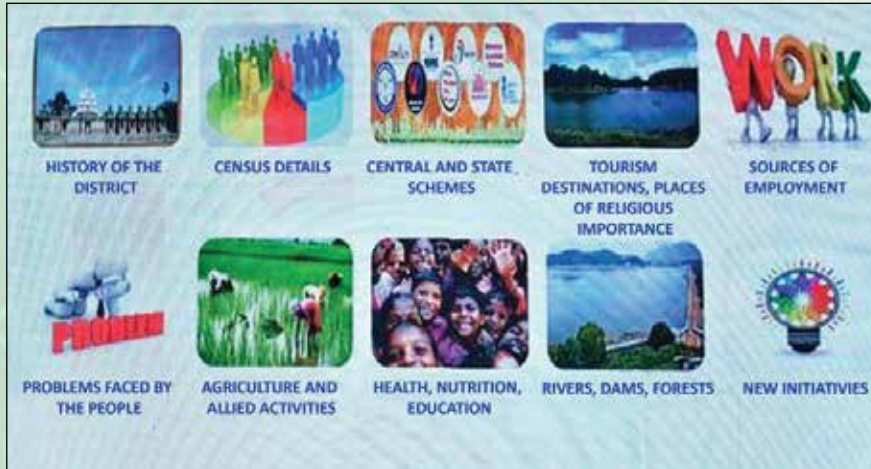 WORK
HISTORY OF THE
DISTRICT
CENSUS DETAILS
CENTRAL AND STATE
SCHEMES
TOURISM
DESTINATIONS, PLACES
OF RELIGIOUS
IMPORTANCE
SOURCES OF
EMPLOYMENT
PROBLEM
PROBLEMS FACED BY
THE PEOPLE
AGRICULTURE AND
ALLIED ACTIVITIES
HEALTH, NUTRITION,
EDUCATION
RIVERS, DAMS, FORESTS
NEW INITIATIVIES